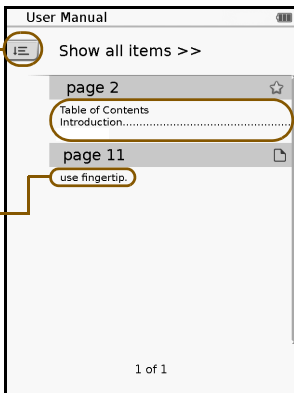 User Manual
Show all items >>
page 2
Table of Contents
Introduction..........................................................
page 11
use fingertip.
1 of 1